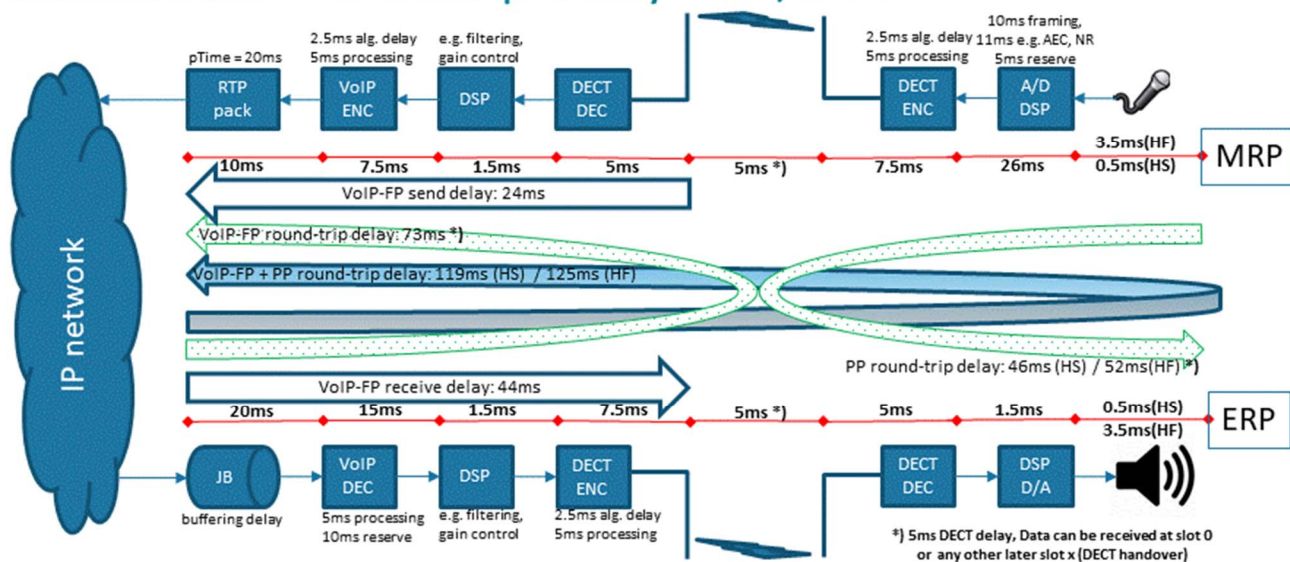 10ms framing,
2.5ms alg. delay
e.g. filtering,
2.5ms alg. delay
11ms e.g. AEC, NR
pTime = 20ms
5ms processing
gain control
5ms processing
5ms reserve
RTP
pack
VoIP
ENC
DSP
DECT
DEC
DECT
ENC
A/D
DSP
10ms
7.5ms
1.5ms
5ms
5ms *)
7.5ms
26ms
3.5ms(HF)
0.5ms(HS)
MRP
VoIP-FP send delay: 24ms
VoIP-FP round-trip delay: 73ms *)
VoIP-FP + PP round-trip delay: 119ms (HS) / 125ms (HF)
IP network
PP round-trip delay: 46ms (HS) / 52ms(HF) *)
VoIP-FP receive delay: 44ms
20ms
15ms
1.5ms
7.5ms
5ms *)
5ms
1.5ms
0.5ms(HS)
3.5ms(HF)
ERP
JB
VoIP
DEC
DSP
DECT
ENC
DECT
DEC
DSP
D/A
buffering delay
5ms processing
10ms reserve
e.g. filtering,
gain control
2.5ms alg. delay
5ms processing
*) 5ms DECT delay, Data can be received at slot 0
or any other later slot x (DECT handover)